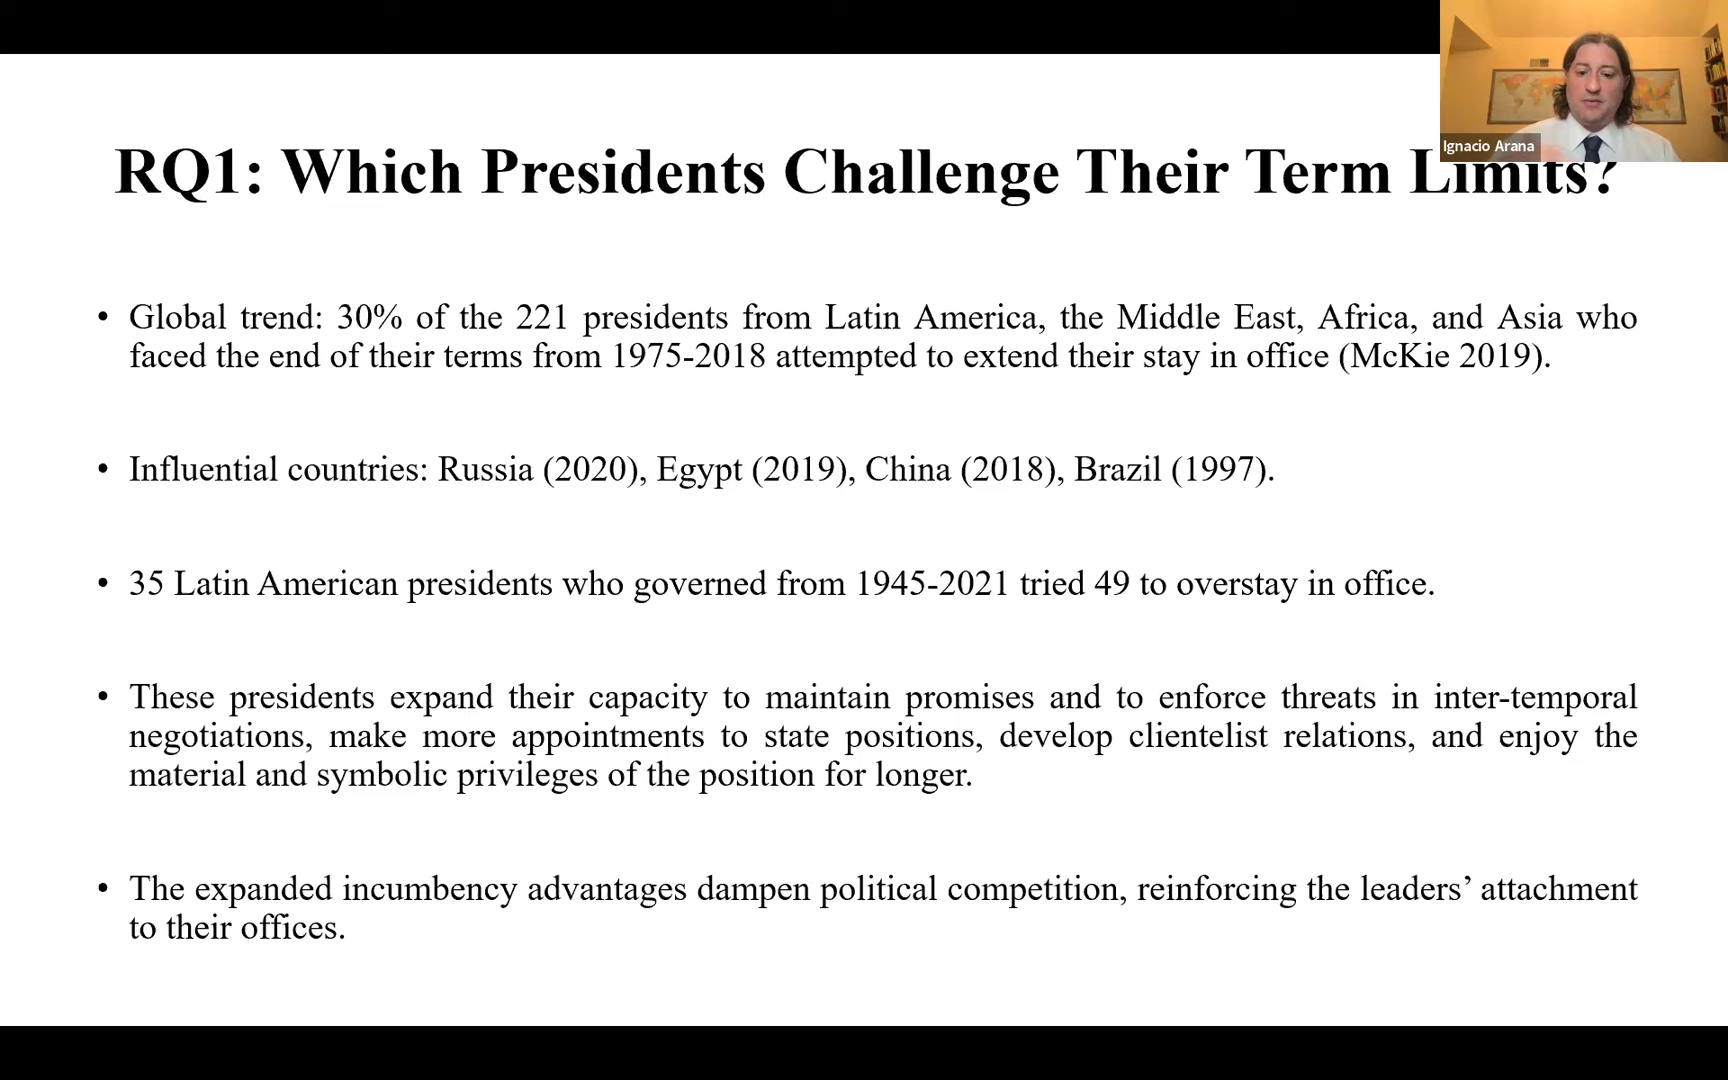 Ignacio Arana
RQ1: Which Presidents Challenge Their Term Limits?
• Global trend: 30% of the 221 presidents from Latin America, the Middle East, Africa, and Asia who
faced the end of their terms from 1975-2018 attempted to extend their stay in office (McKie 2019).
• Influential countries: Russia (2020), Egypt (2019), China (2018), Brazil (1997).
• 35 Latin American presidents who governed from 1945-2021 tried 49 to overstay in office.
• These presidents expand their capacity to maintain promises and to enforce threats in inter-temporal
negotiations, make more appointments to state positions, develop clientelist relations, and enjoy the
material and symbolic privileges of the position for longer.
• The expanded incumbency advantages dampen political competition, reinforcing the leaders’ attachment
to their offices.